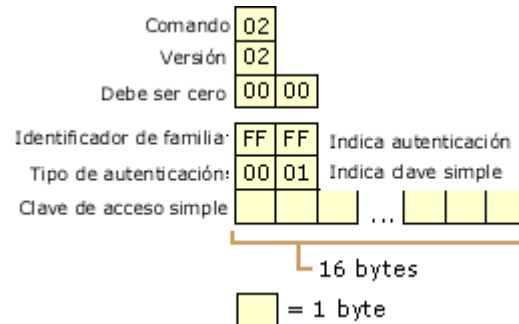 Comando 02
Versión 02
Debe ser cero 00 00
Identificador de familia: FF FF Indica autenticación
Tipo de autenticación: 00 01 Indica clave simple
Clave de acceso simple ...
16 bytes
= 1 byte